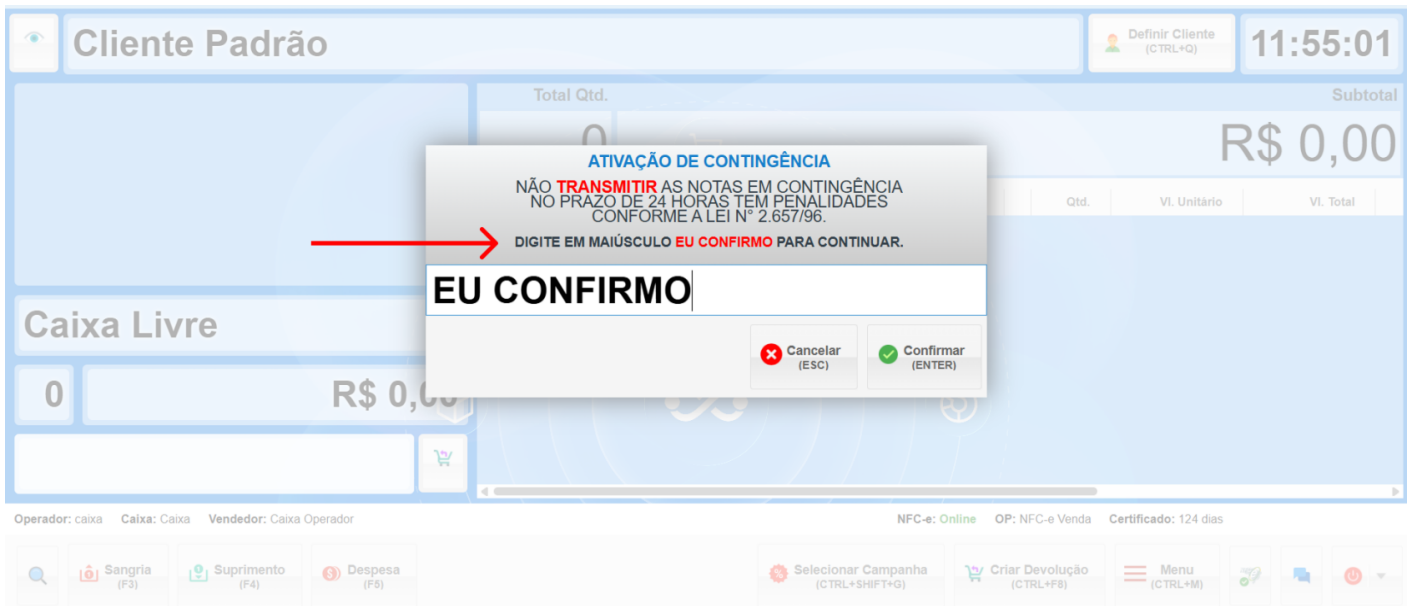 Cliente Padrão
Definir Cliente
(CTRL+Q)
11:55:01
Total Qtd.
Subtotal
0
R$ 0,00
ATIVAÇÃO DE CONTINGÊNCIA
NÃO TRANSMITIR AS NOTAS EM CONTINGÊNCIA
NO PRAZO DE 24 HORAS TEM PENALIDADES
CONFORME A LEI N° 2.657/96.
DIGITE EM MAIÚSCULO EU CONFIRMO PARA CONTINUAR.
EU CONFIRMO
Cancelar
(ESC)
Confirmar
(ENTER)
Qtd.
Vl. Unitário
Vl. Total
Caixa Livre
0
R$ 0,00
Operador: caixa Caixa: Caixa Vendedor: Caixa Operador
NFC-e: Online OP: NFC-e Venda Certificado: 124 dias
Sangria
(F3)
Suprimento
(F4)
Despesa
(F5)
Selecionar Campanha
(CTRL+SHIFT+G)
Criar Devolução
(CTRL+F8)
Menu
(CTRL+M)